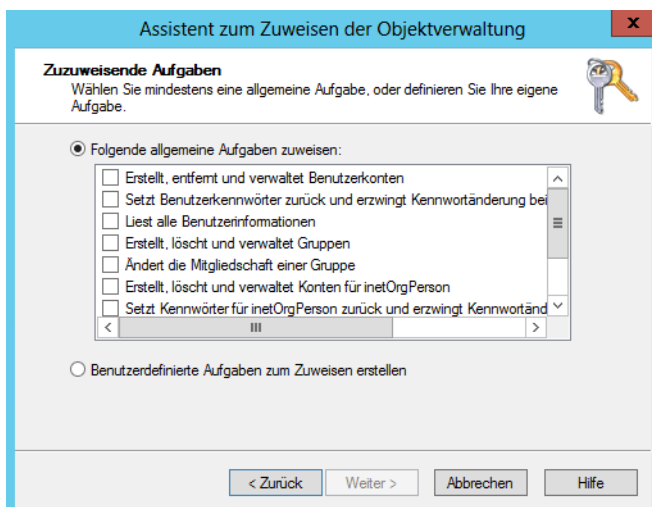 Assistent zum Zuweisen der Objektverwaltung
x
Zuzuweisende Aufgaben
Wählen Sie mindestens eine allgemeine Aufgabe, oder definieren Sie Ihre eigene
Aufgabe.
Folgende allgemeine Aufgaben zuweisen:
Erstellt, entfernt und verwaltet Benutzerkonten
Setzt Benutzerkennwörter zurück und erzwingt Kennwortänderung bei
Liest alle Benutzerinformationen
Erstellt, löscht und verwaltet Gruppen
Ändert die Mitgliedschaft einer Gruppe
Erstellt, löscht und verwaltet Konten für inetOrgPerson
Setzt Kennwörter für inetOrgPerson zurück und erzwingt Kennwortänd
Benutzerdefinierte Aufgaben zum Zuweisen erstellen
< Zurück Weiter > Abbrechen Hilfe